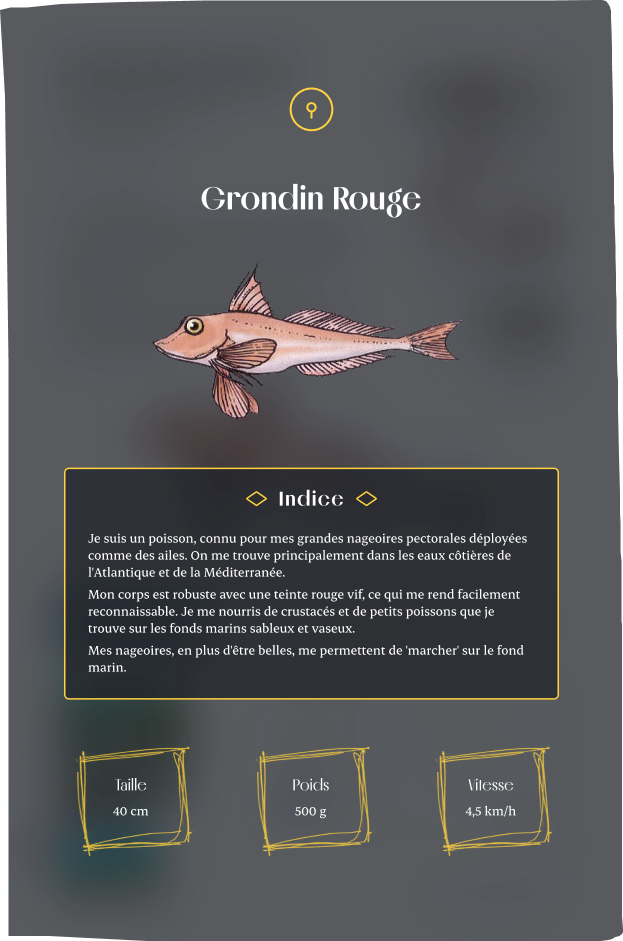 Grondin Rouge
Indice
Je suis un poisson, connu pour mes grandes nageoires pectorales déployées
comme des ailes. On me trouve principalement dans les eaux côtières de
l'Atlantique et de la Méditerranée.
Mon corps est robuste avec une teinte rouge vif, ce qui me rend facilement
reconnaissable. Je me nourris de crustacés et de petits poissons que je
trouve sur les fonds marins sableux et vaseux.
Mes nageoires, en plus d'être belles, me permettent de 'marcher' sur le fond
marin.
Taille
40 cm
Poids
500 g
Vitesse
4,5 km/h